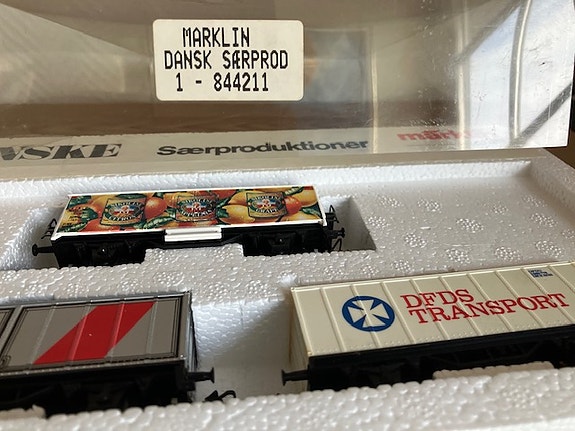 MARKLIN
DANSK SÆRPROD
1 - 844211
Særproduktioner
DFDS
TRANSPORT